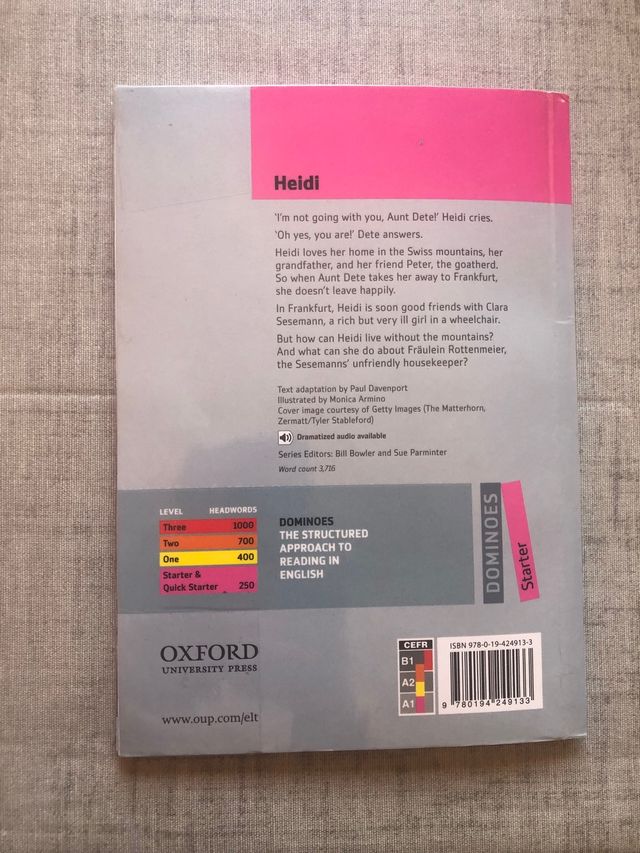 Heidi
'I'm not going with you, Aunt Dete!' Heidi cries.
'Oh yes, you are!' Dete answers.
Heidi loves her home in the Swiss mountains, her
grandfather, and her friend Peter, the goatherd.
So when Aunt Dete takes her away to Frankfurt,
she doesn't leave happily.
In Frankfurt, Heidi is soon good friends with Clara
Sesemann, a rich but very ill girl in a wheelchair.
But how can Heidi live without the mountains?
And what can she do about Fräulein Rottenmeier,
the Sesemanns' unfriendly housekeeper?
Text adaptation by Paul Davenport
Illustrated by Monica Armino
Cover image courtesy of Getty Images (The Matterhorn,
Zermatt/Tyler Stableford)
Dramatized audio available
Series Editors: Bill Bowler and Sue Parminter
Word count 3,716
LEVEL HEADWORDS
Three 1000
Two 700
One 400
Starter &
Quick Starter 250
DOMINOES
THE STRUCTURED
APPROACH TO
READING IN
ENGLISH
DOMINOES
Starter
OXFORD
UNIVERSITY PRESS
www.oup.com/elt
CEFR
B1
A2
A1
ISBN 978-0-19-424913-3
9 780194 249133